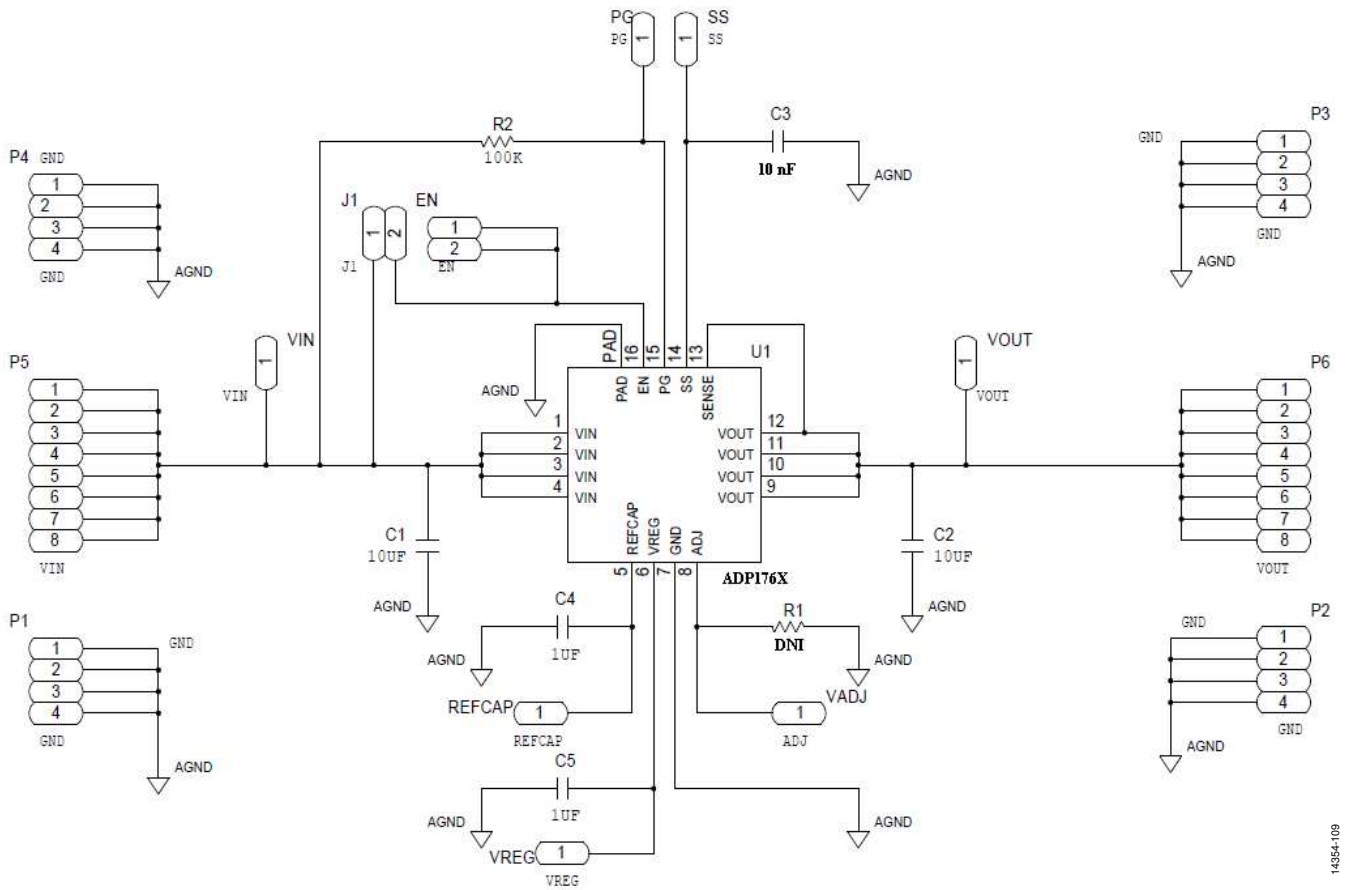 PG
PG
1
SS
SS
1
R2
100K
C3
10 nF
AGND
P4 GND
1
2
3
4
GND
AGND
J1
1
2
J1
EN
1
2
EN
P3
GND
1
2
3
4
GND
AGND
VIN
1
VIN
P5
1
2
3
4
5
6
7
8
VIN
AGND
PAD
16
15
14
13
U1
PAD
EN
PG
SS
SENSE
1
2
3
4
VIN
VIN
VIN
VIN
VOUT
VOUT
VOUT
VOUT
12
11
10
9
REFCAP
VREG
GND
ADJ
5
6
7
8
ADP176X
VOUT
1
VOUT
P6
1
2
3
4
5
6
7
8
VOUT
C1
10UF
AGND
C2
10UF
AGND
C4
1UF
AGND
REFCAP
1
REFCAP
R1
DNI
AGND
VADJ
1
ADJ
P1
1
2
3
4
GND
GND
AGND
P2
GND
1
2
3
4
GND
AGND
C5
1UF
AGND
VREG
1
VREG
AGND
14354-109